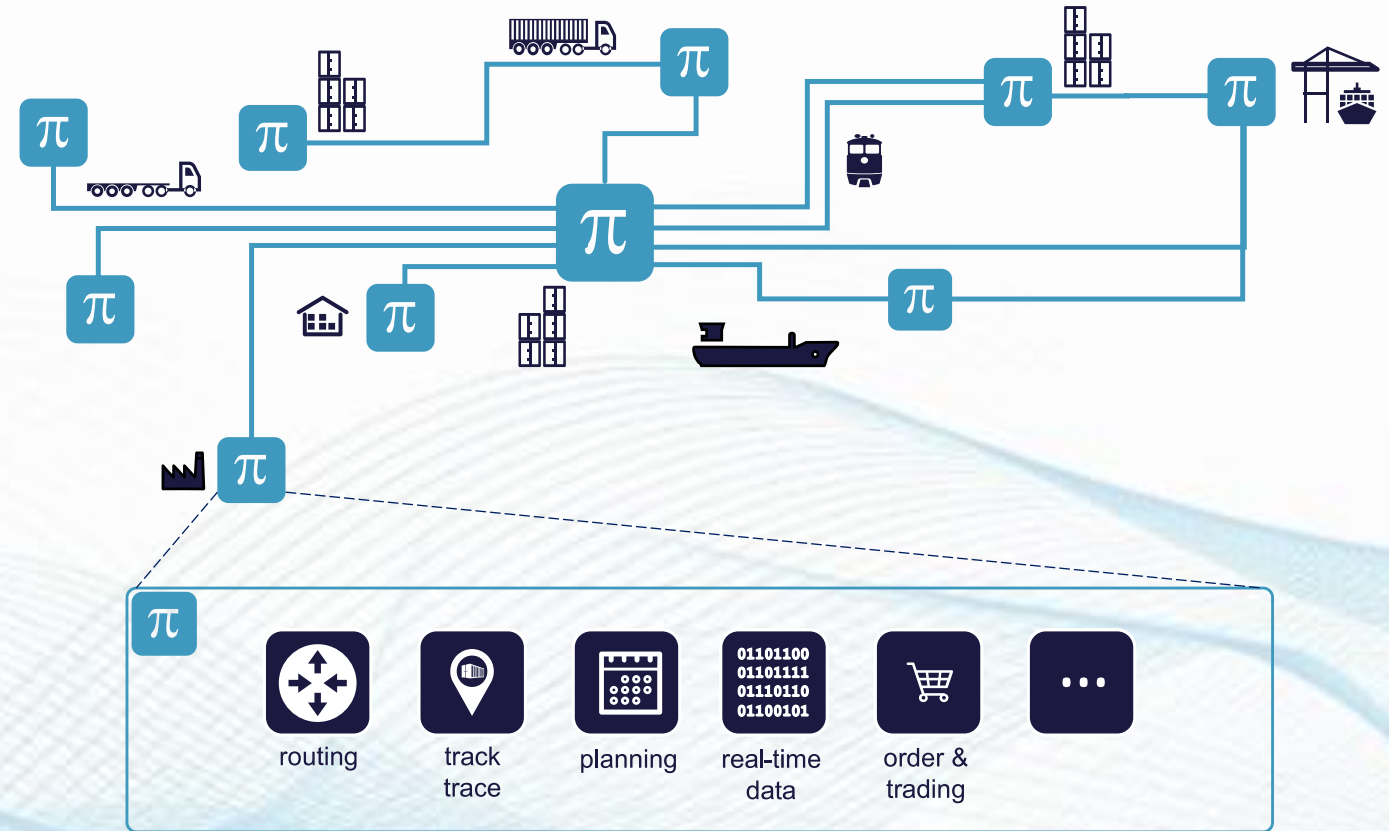 π
π
π
π
π
π
π
π
π
π
π
π
01101100
01101111
01110110
01100101
routing
track
trace
planning
real-time
data
order &
trading
...